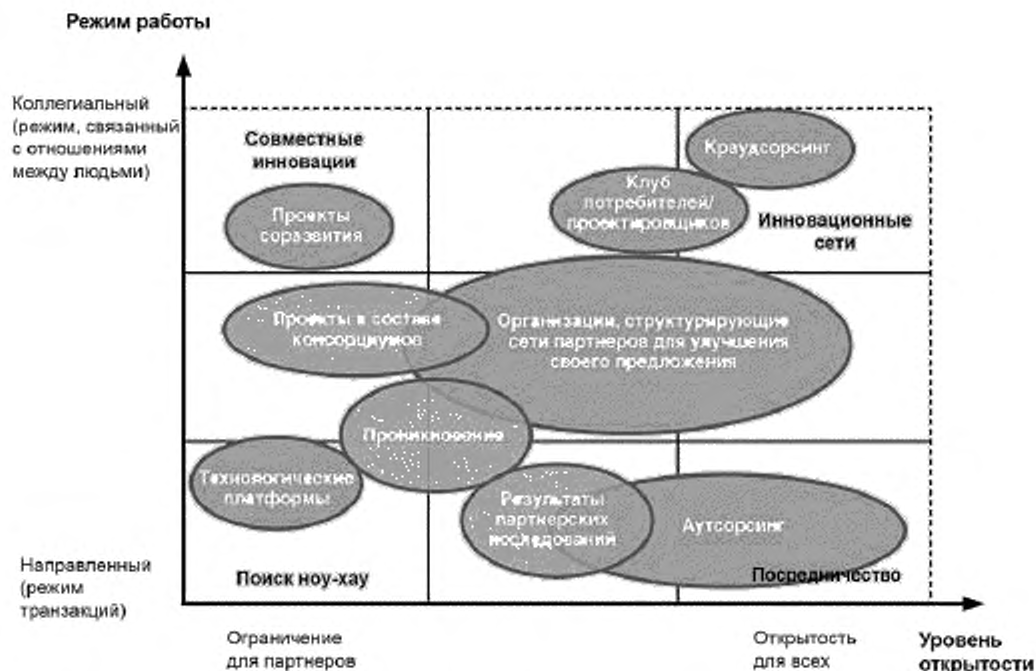 Режим работы
Коллегиальный
(режим, связанный
с отношениями
между людьми)
Совместные
инновации
Краудсорсинг
Клуб
потребителей/
проектировщиков
Проекты
соразвития
Инновационные
сети
Проекты в составе
консорциумов
Организации, структурирующие
сети партнеров для улучшения
своего предложения
Проникновение
Технологические
платформы
Результаты
партнерских
исследований
Аутсорсинг
Направленный
(режим
транзакций)
Поиск ноу-хау
Посредничество
Ограничение
для партнеров
Открытость
для всех
Уровень
открытости